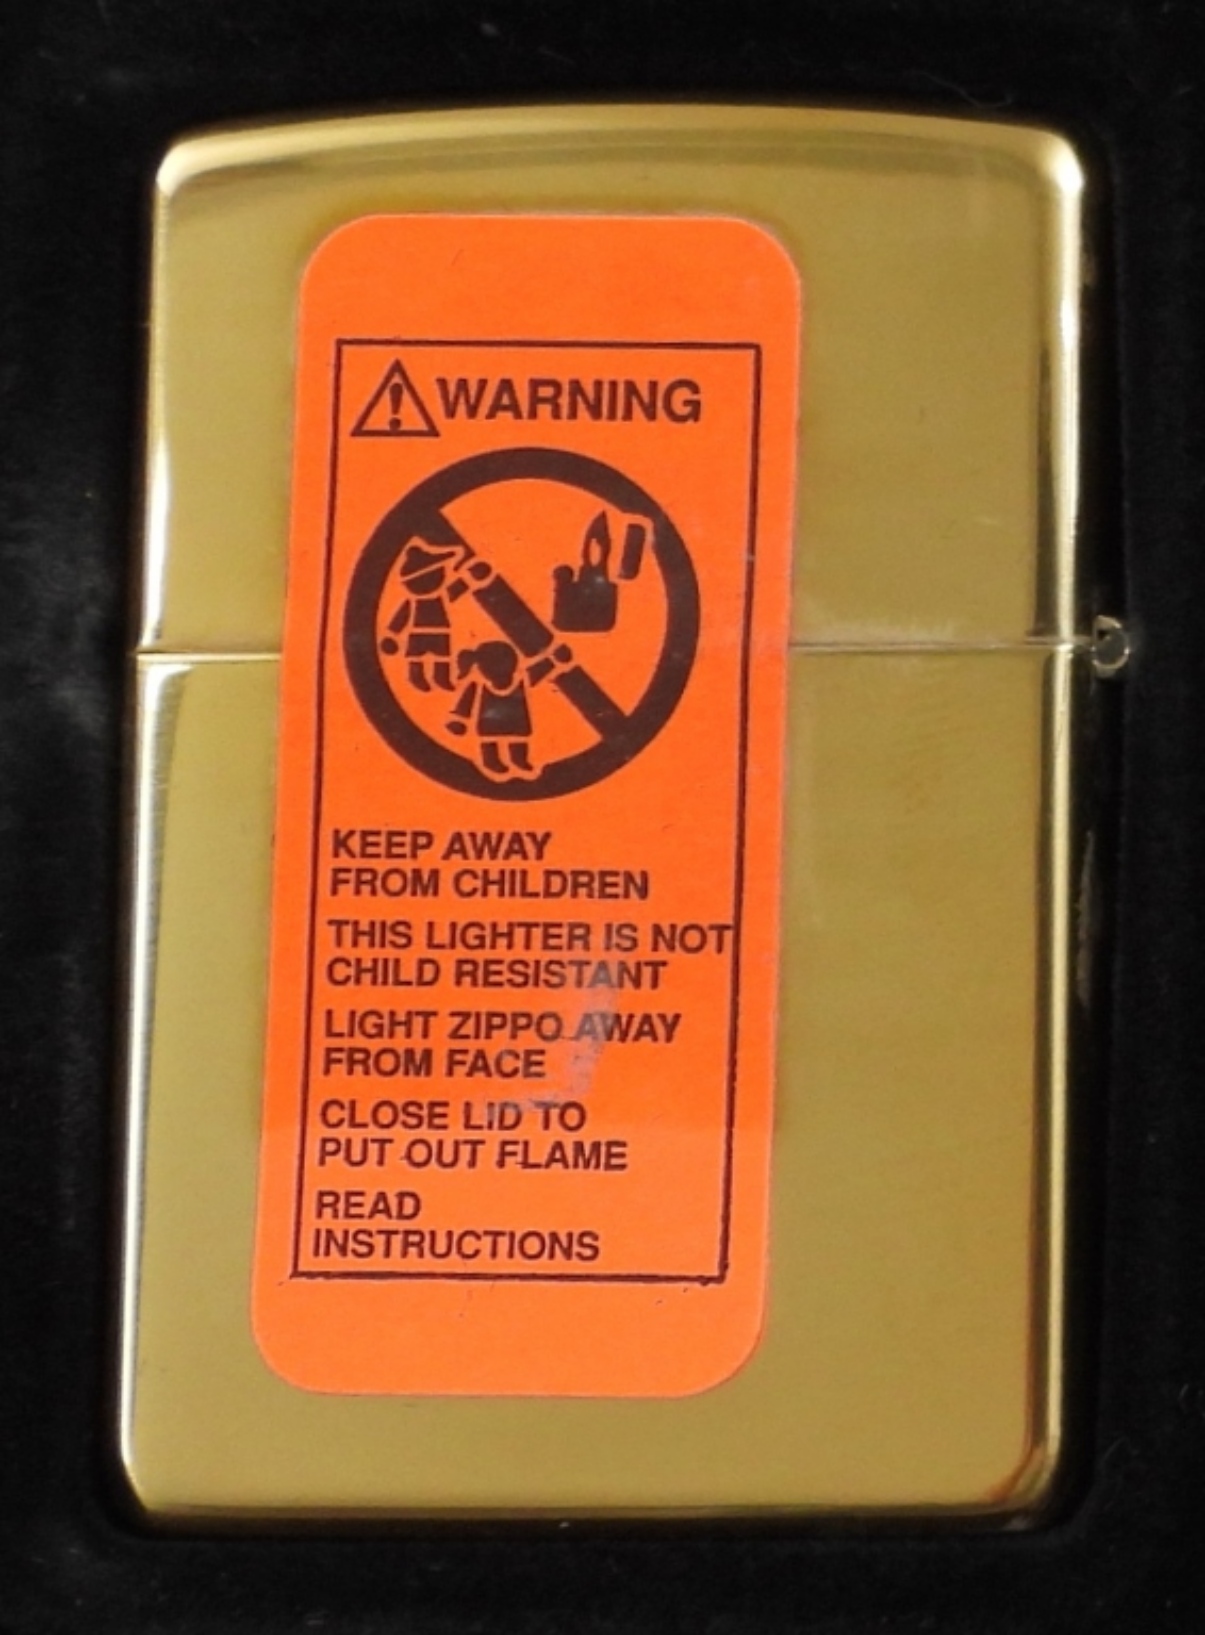 WARNING
KEEP AWAY
FROM CHILDREN
THIS LIGHTER IS NOT
CHILD RESISTANT
LIGHT ZIPPO AWAY
FROM FACE
CLOSE LID TO
PUT OUT FLAME
READ
INSTRUCTIONS